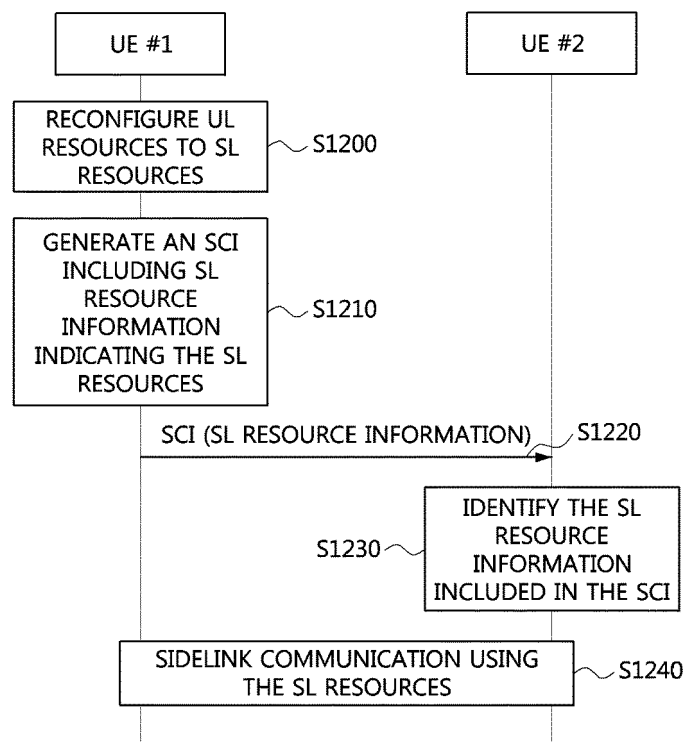 UE #1
UE #2
RECONFIGURE UL
RESOURCES TO SL
RESOURCES
S1200
GENERATE AN SCI
INCLUDING SL
RESOURCE
INFORMATION
INDICATING THE SL
RESOURCES
S1210
SCI (SL RESOURCE INFORMATION)
S1220
IDENTIFY THE SL
RESOURCE
INFORMATION
INCLUDED IN THE SCI
S1230
SIDELINK COMMUNICATION USING
THE SL RESOURCES
S1240